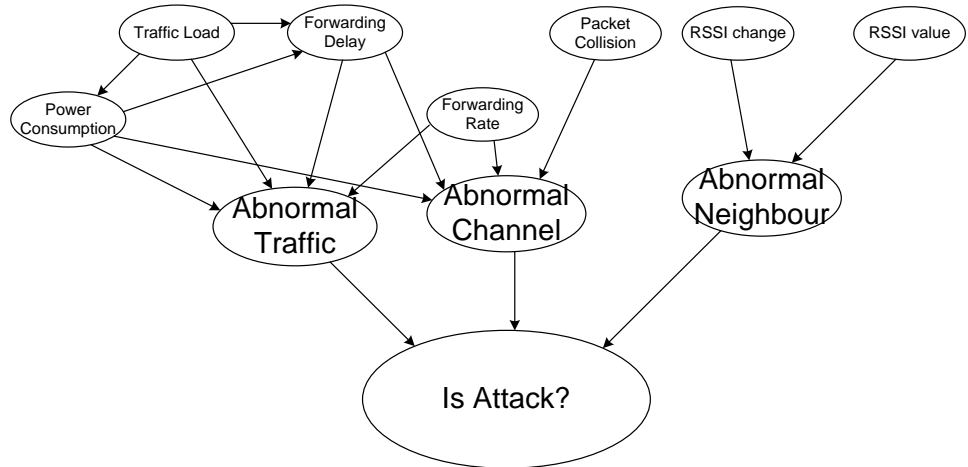 Traffic Load
Forwarding
Delay
Packet
Collision
RSSI change
RSSI value
Power
Consumption
Forwarding
Rate
Abnormal
Traffic
Abnormal
Channel
Abnormal
Neighbour
Is Attack?